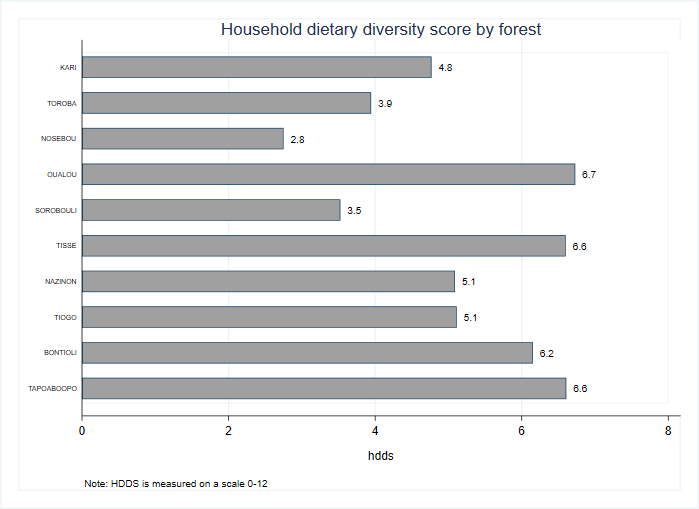 Household dietary diversity score by forest
KARI 4.8
TOROBA 3.9
NOSEBOU 2.8
OUALOU 6.7
SOROBOULI 3.5
TISSE 6.6
NAZINON 5.1
TIOGO 5.1
BONTIOLI 6.2
TAPOABOOPO 6.6
0 2 4 6 8
hdds
Note: HDDS is measured on a scale 0-12